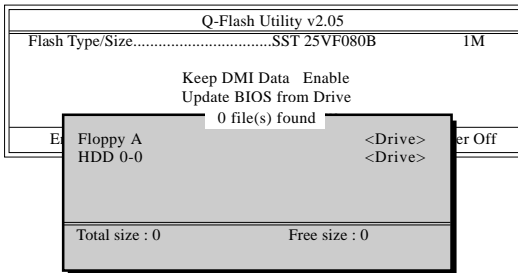 Q-Flash Utility v2.05
Flash Type/Size.................................SST 25VF080B 1M
Keep DMI Data Enable
Update BIOS from Drive
0 file(s) found
Floppy A <Drive>
HDD 0-0 <Drive>
Off
Total size : 0 Free size : 0